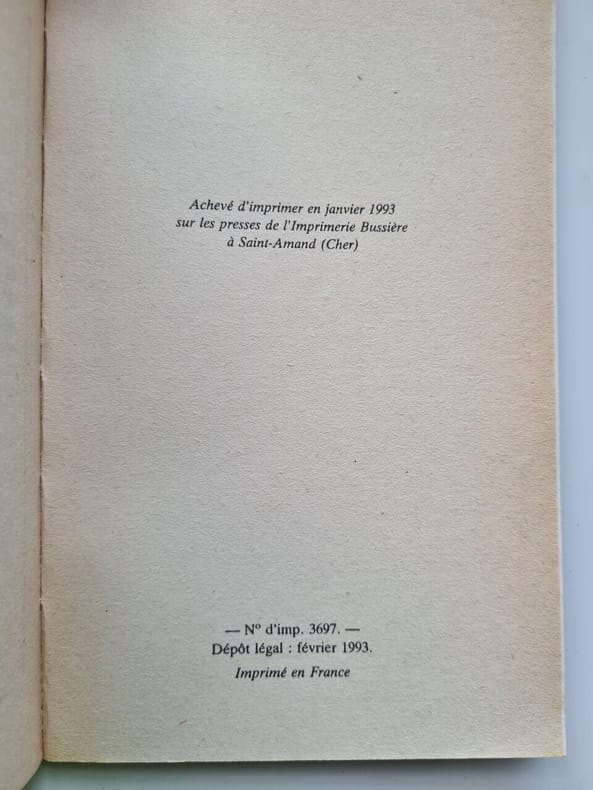 Achevé d'imprimer en janvier 1993
sur les presses de l'Imprimerie Bussière
à Saint-Amand (Cher)
— Nº d'imp. 3697. —
Dépôt légal : février 1993.
Imprimé en France